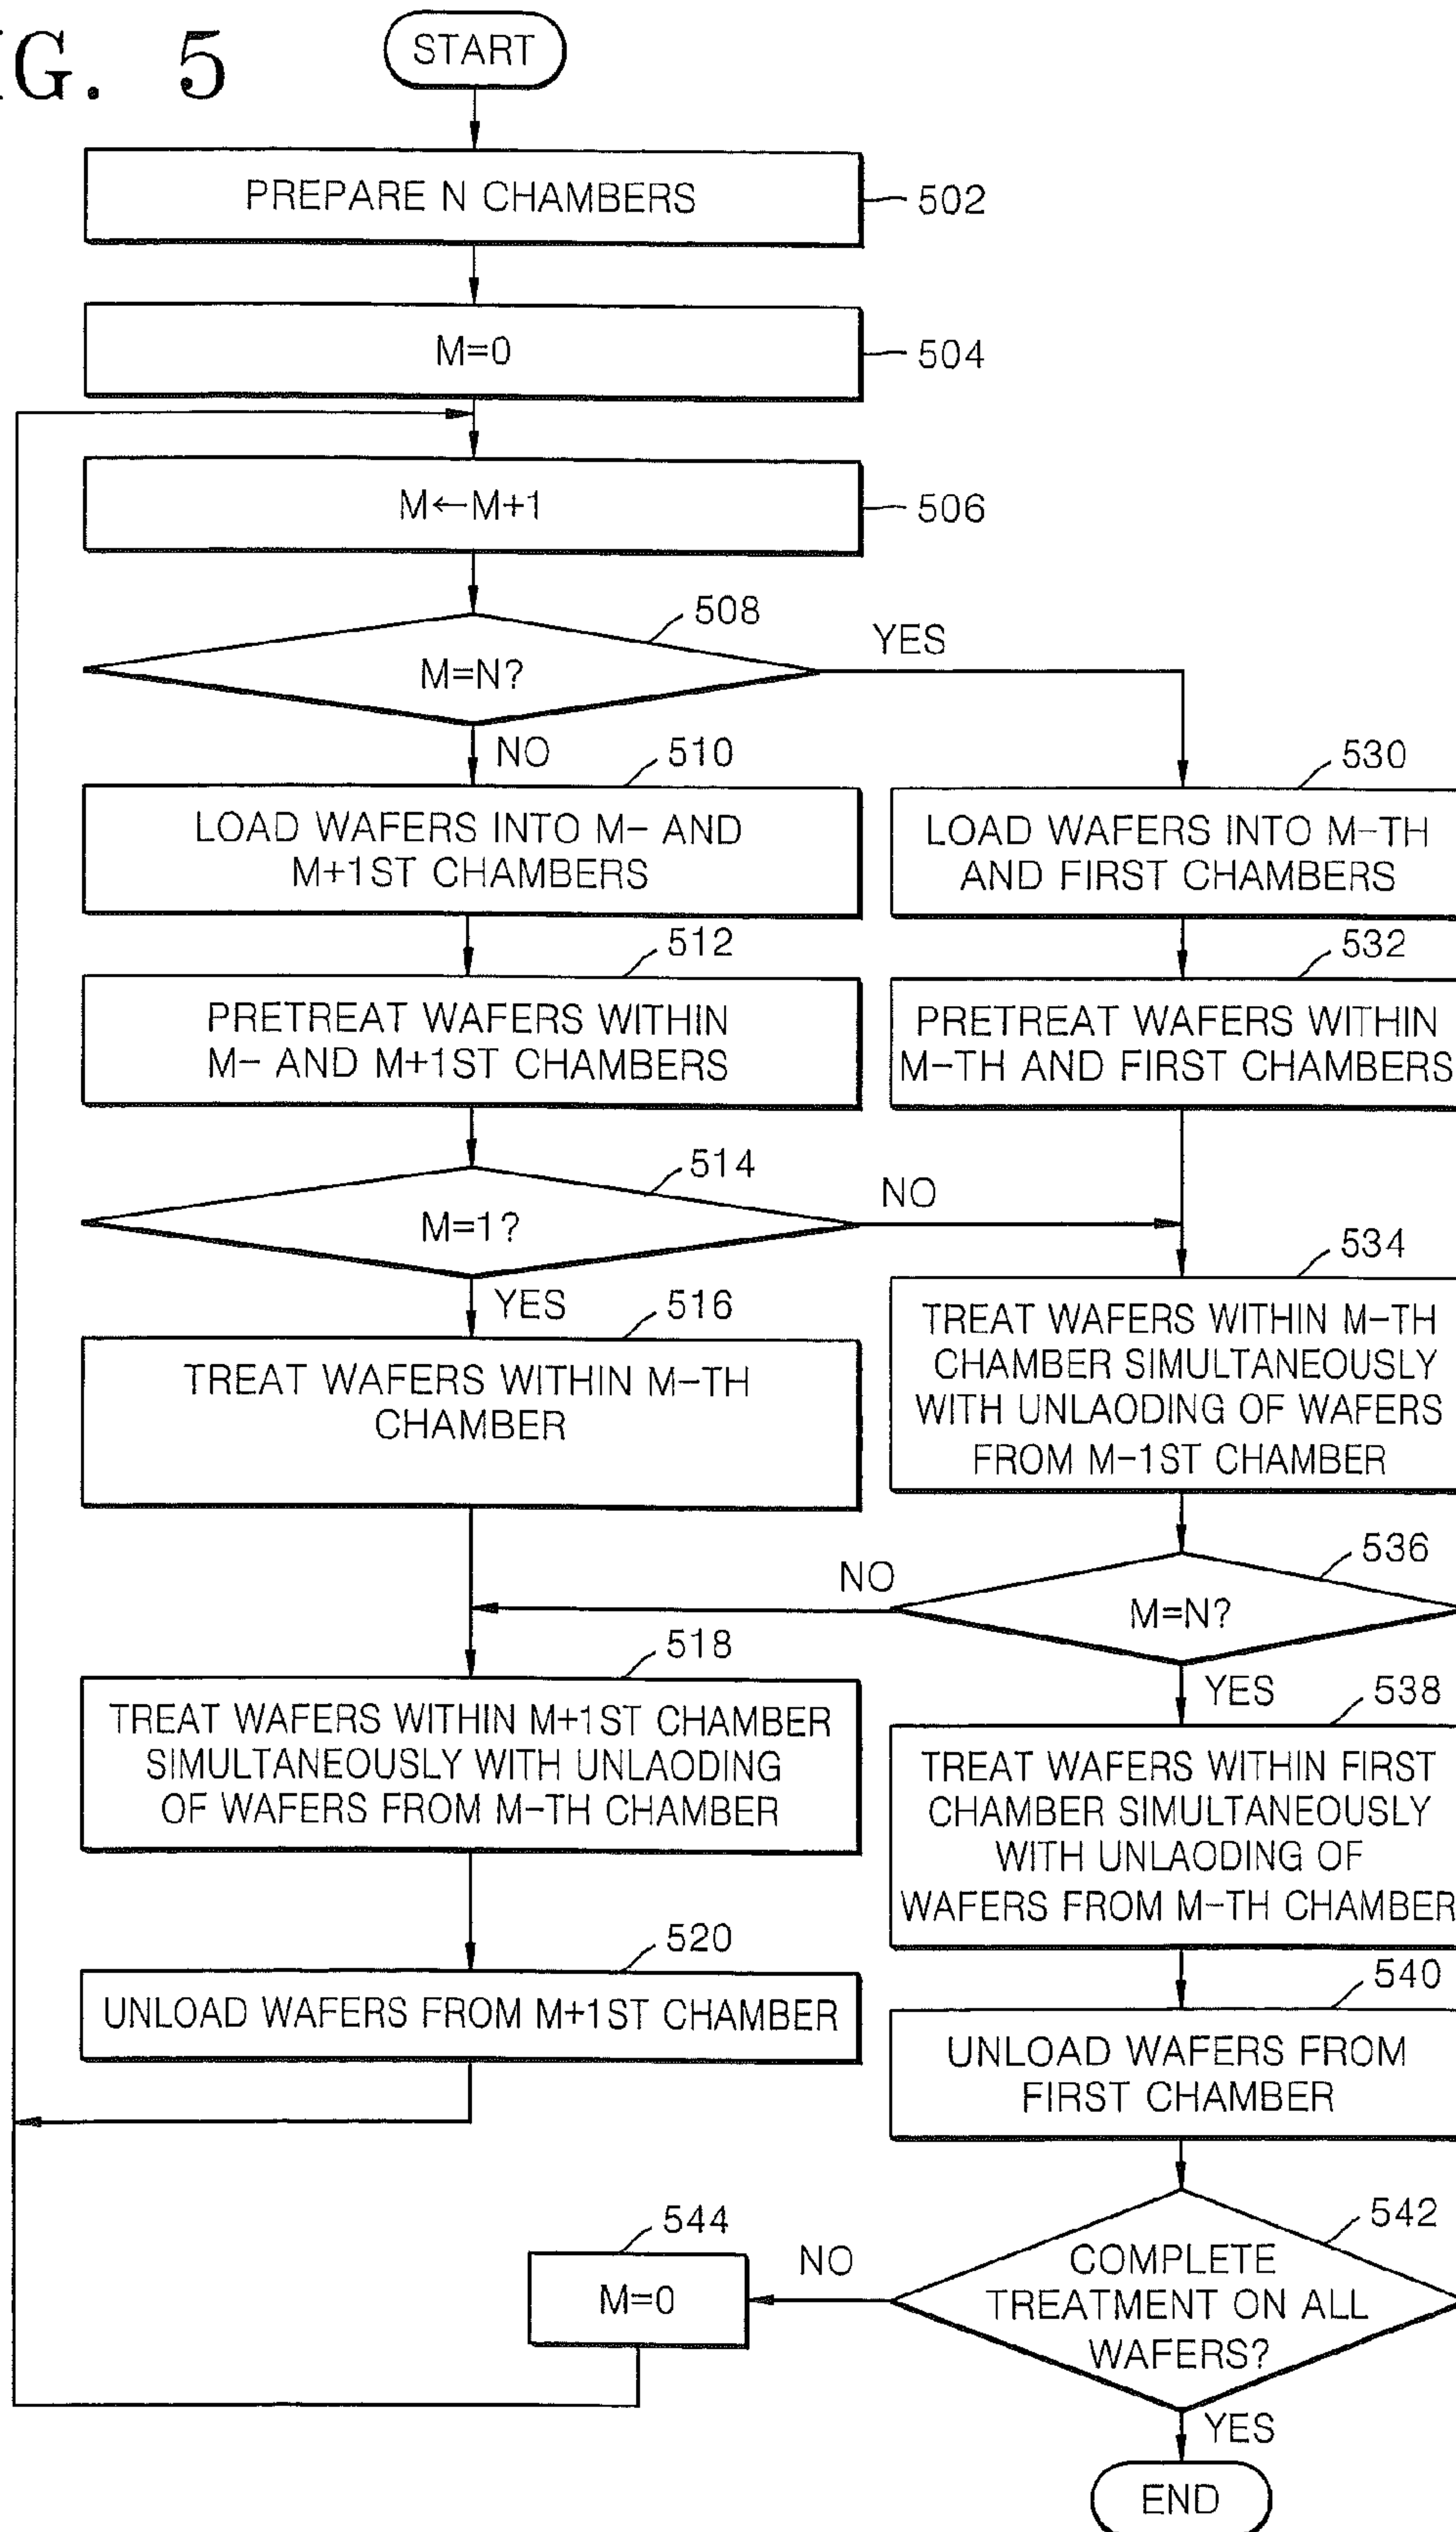 IG. 5
START
PREPARE N CHAMBERS
502
M=0
504
M←M+1
506
508
M=N?
YES
NO
510
LOAD WAFERS INTO M- AND
M+1ST CHAMBERS
530
LOAD WAFERS INTO M-TH
AND FIRST CHAMBERS
512
PRETREAT WAFERS WITHIN
M- AND M+1ST CHAMBERS
532
PRETREAT WAFERS WITHIN
M-TH AND FIRST CHAMBERS
514
M=1?
NO
YES
516
TREAT WAFERS WITHIN M-TH
CHAMBER
534
TREAT WAFERS WITHIN M-TH
CHAMBER SIMULTANEOUSLY
WITH UNLAODING OF WAFERS
FROM M-1ST CHAMBER
536
M=N?
NO
YES
518
TREAT WAFERS WITHIN M+1ST CHAMBER
SIMULTANEOUSLY WITH UNLAODING
OF WAFERS FROM M-TH CHAMBER
538
TREAT WAFERS WITHIN FIRST
CHAMBER SIMULTANEOUSLY
WITH UNLAODING OF
WAFERS FROM M-TH CHAMBER
520
UNLOAD WAFERS FROM M+1ST CHAMBER
540
UNLOAD WAFERS FROM
FIRST CHAMBER
542
COMPLETE
TREATMENT ON ALL
WAFERS?
NO
544
M=0
YES
END